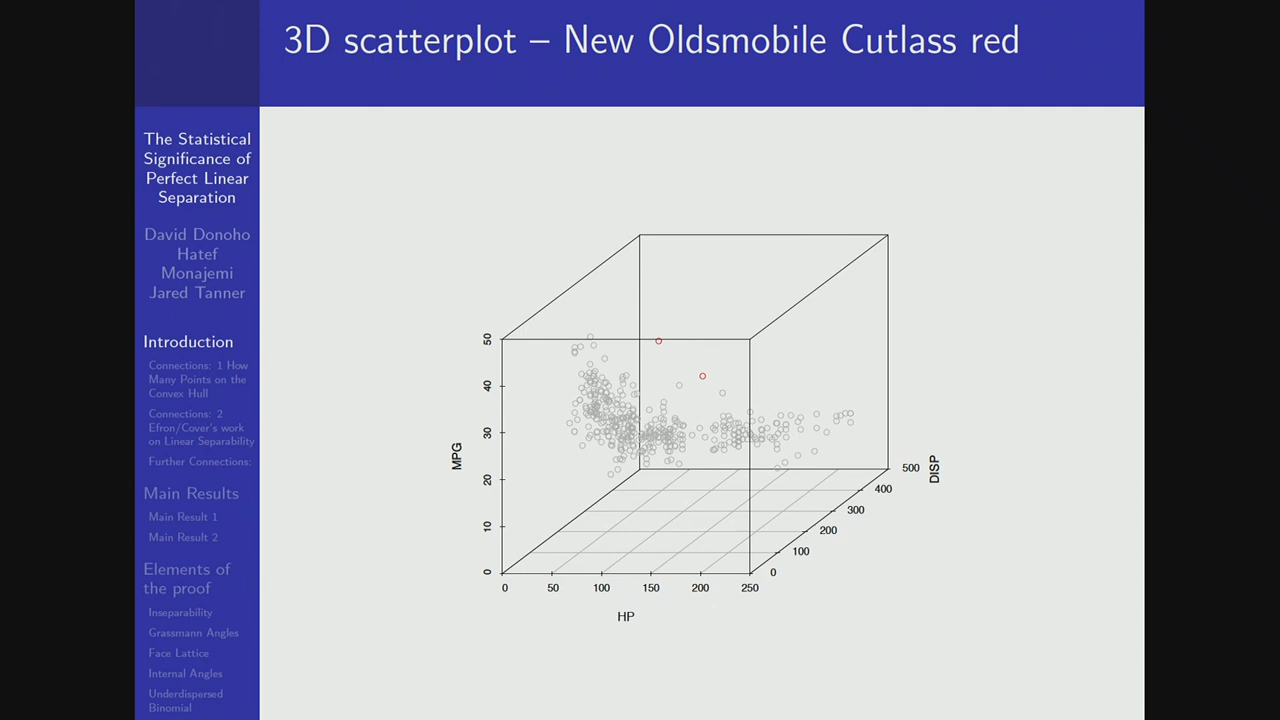 3D scatterplot – New Oldsmobile Cutlass red
The Statistical
Significance of
Perfect Linear
Separation
David Donoho
Hatef
Monajemi
Jared Tanner
Introduction
Connections: 1 How
Many Points on the
Convex Hull
Connections: 2
Efron/Cover's work
on Linear Separability
Further Connections:
Main Results
Main Result 1
Main Result 2
Elements of
the proof
Inseparability
Grassmann Angles
Face Lattice
Internal Angles
Underdispersed
Binomial
50
40
30
20
10
0
MPG
0 50 100 150 200 250
HP
500
400
300
200
100
0
DISP